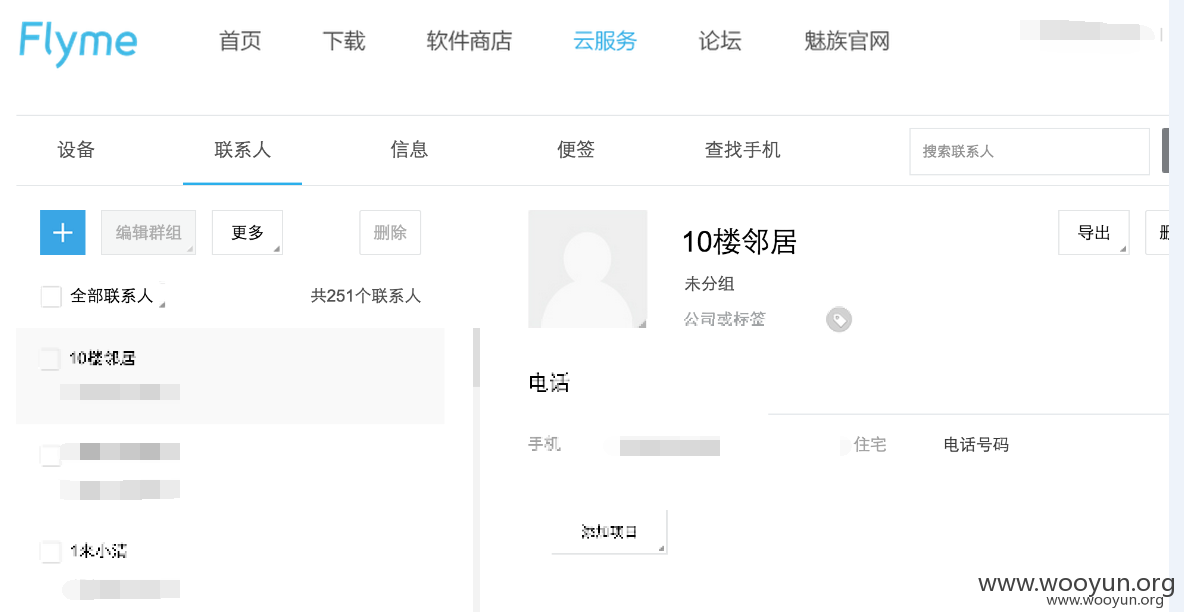 Flyme 首页 下载 软件商店 云服务 论坛 魅族官网
设备 联系人 信息 便签 查找手机 搜索联系人
编辑群组 更多 删除
全部联系人 共251个联系人
10楼邻居
10楼邻居
导出
未分组
公司或标签
电话
手机 住宅 电话号码
添加项目
www.wooyun.org
www.wooyun.org